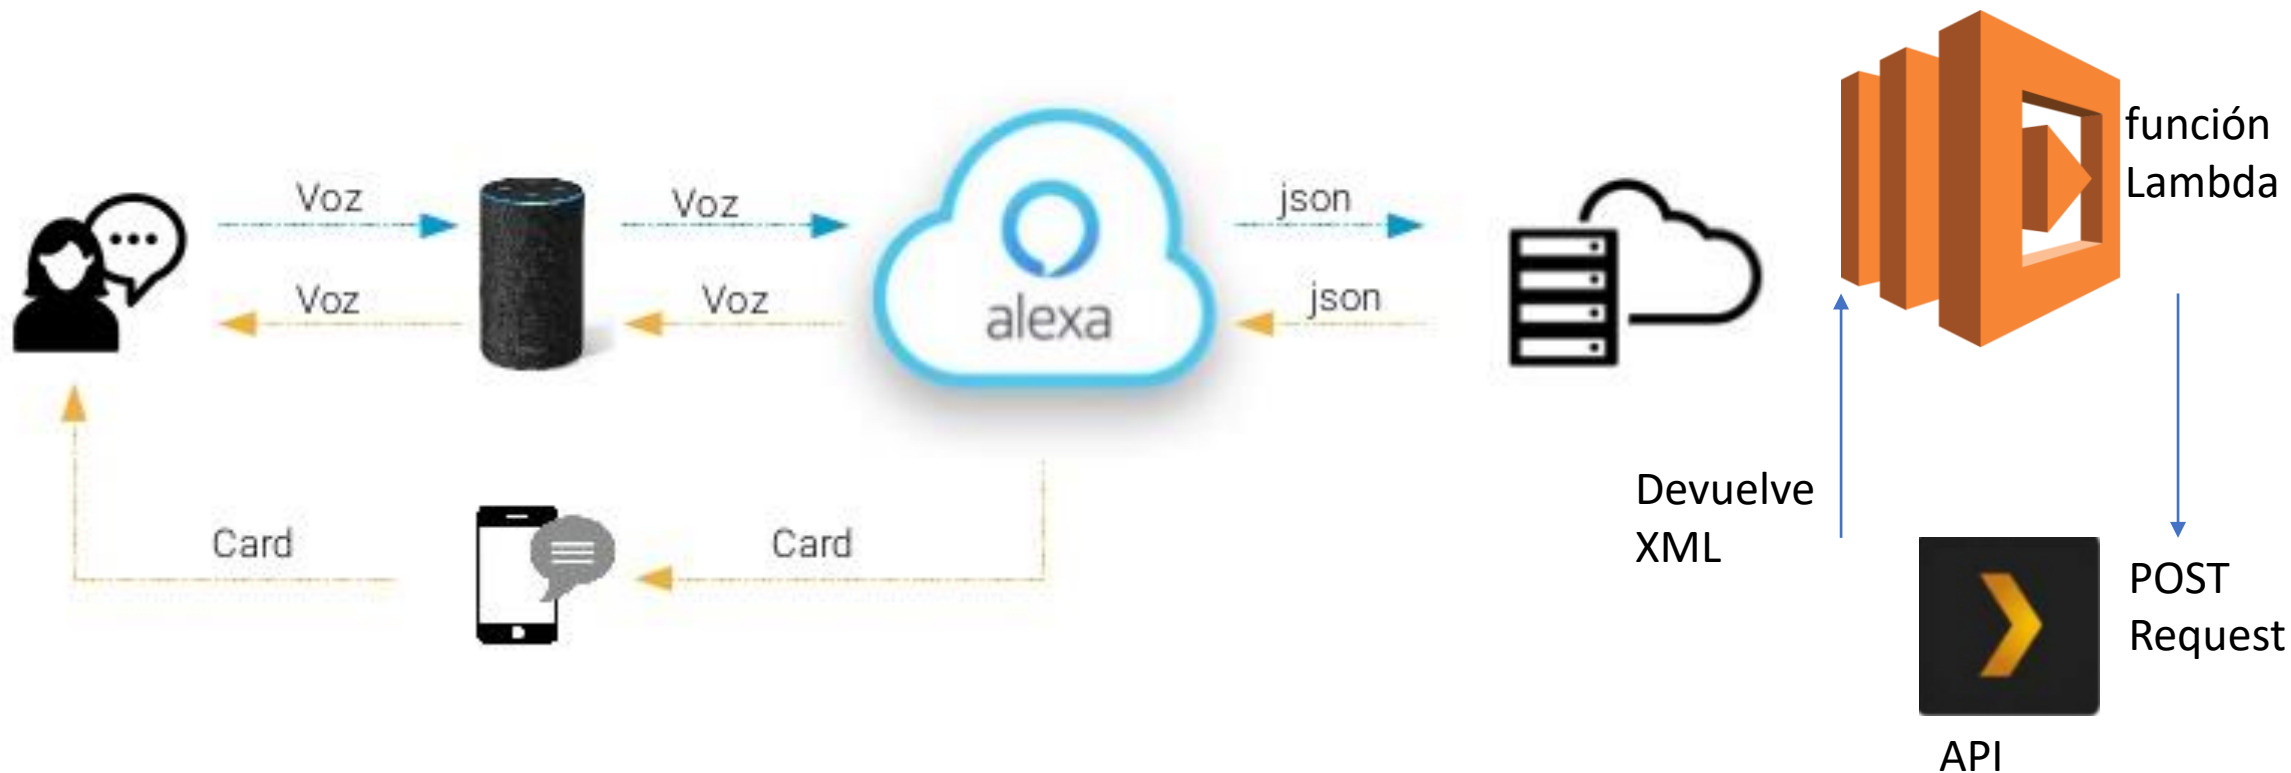 Voz
Voz
json
función
Lambda
Voz
Voz
json
alexa
Devuelve
XML
Card
Card
POST
Request
API